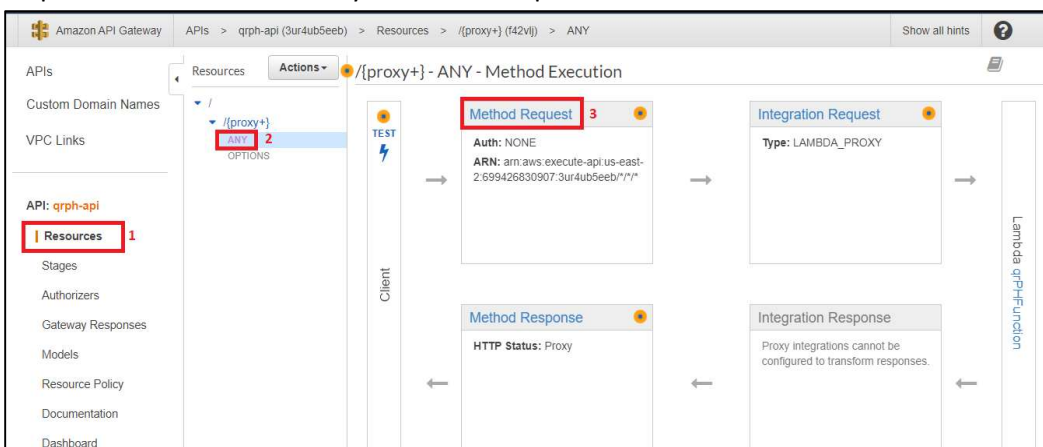 Amazon API Gateway
APIs > qrph-api (3ur4ub5eeb) > Resources > /{proxy+} (f42vlj) > ANY
Show all hints
?
APIs
Custom Domain Names
VPC Links
API: qrph-api
Resources 1
Stages
Authorizers
Gateway Responses
Models
Resource Policy
Documentation
Dashboard
Resources
Actions
/
/{proxy+}
ANY 2
OPTIONS
/{proxy+} - ANY - Method Execution
TEST
Client
Method Request 3
Auth: NONE
ARN: arn:aws:execute-api:us-east-
2:699426830907:3ur4ub5eeb/*/*/*
Integration Request
Type: LAMBDA_PROXY
Lambda qrPHFunction
Method Response
HTTP Status: Proxy
Integration Response
Proxy integrations cannot be
configured to transform responses.